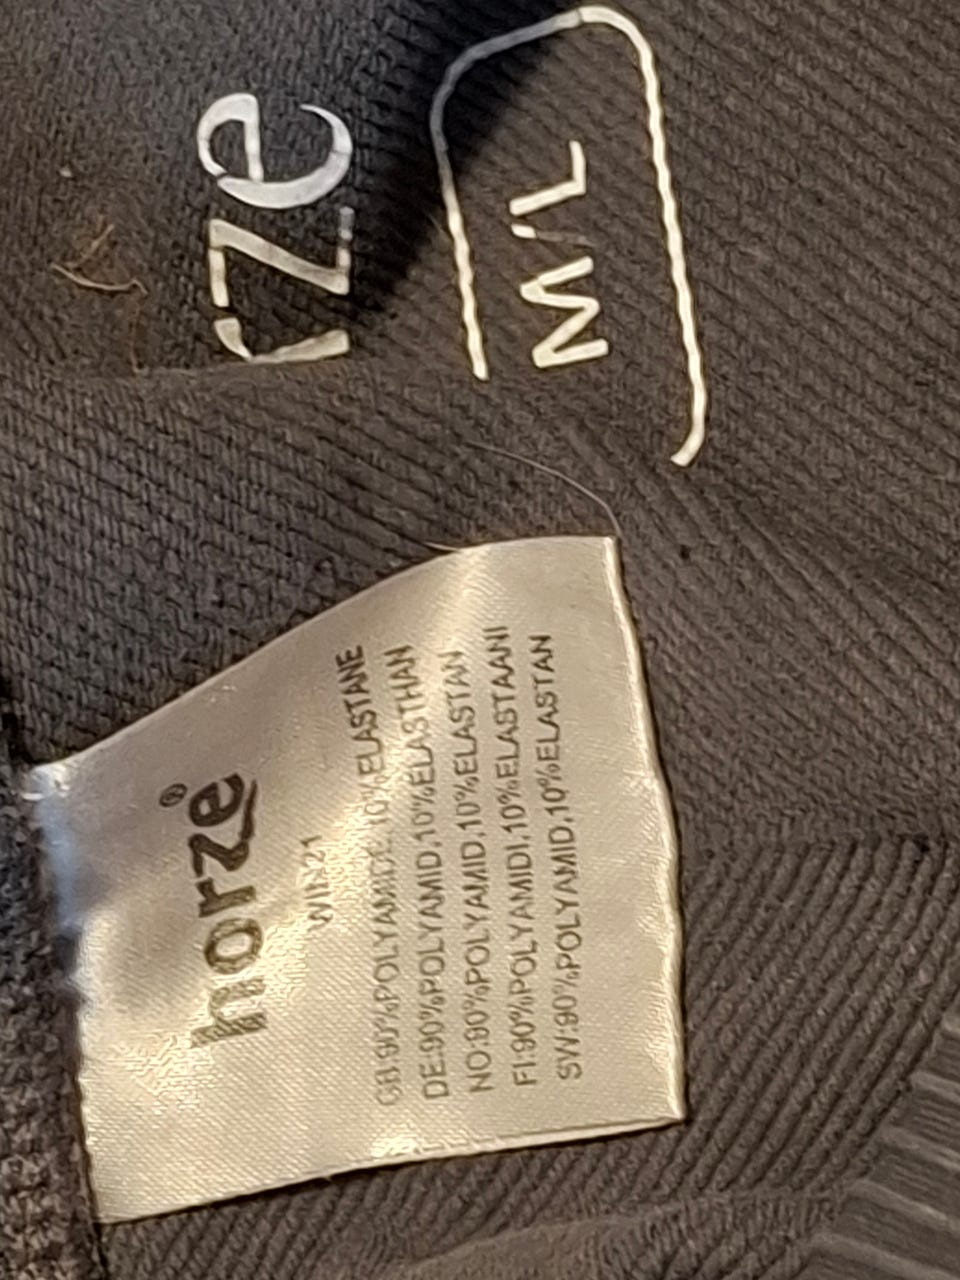 rze
M/L
horze®
WIN21
GB:90%POLYAMIDE,10%ELASTANE
DE:90%POLYAMID,10%ELASTHAN
NO:90%POLYAMID,10%ELASTAN
FI:90%POLYAMIDI,10%ELASTAANI
SW:90%POLYAMID,10%ELASTAN